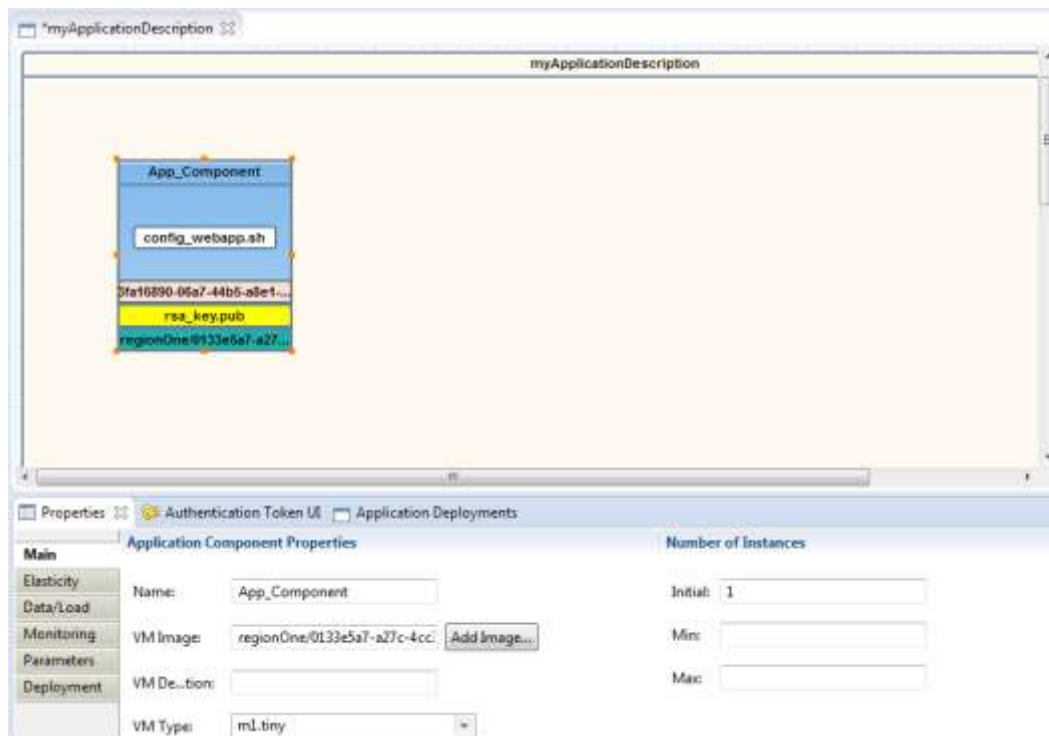 *myApplicationDescription
myApplicationDescription
App_Component
config_webapp.sh
3fa16890-06a7-44b5-a8e1-...
rsa_key.pub
regionOne/0133e5a7-a27...
Properties Authentication Token UI Application Deployments
Main
Elasticity
Data/Load
Monitoring
Parameters
Deployment
Application Component Properties
Name: App_Component
VM Image: regionOne/0133e5a7-a27c-4cc Add Image...
VM De...tion:
VM Type: m1.tiny
Number of Instances
Initial: 1
Min:
Max: